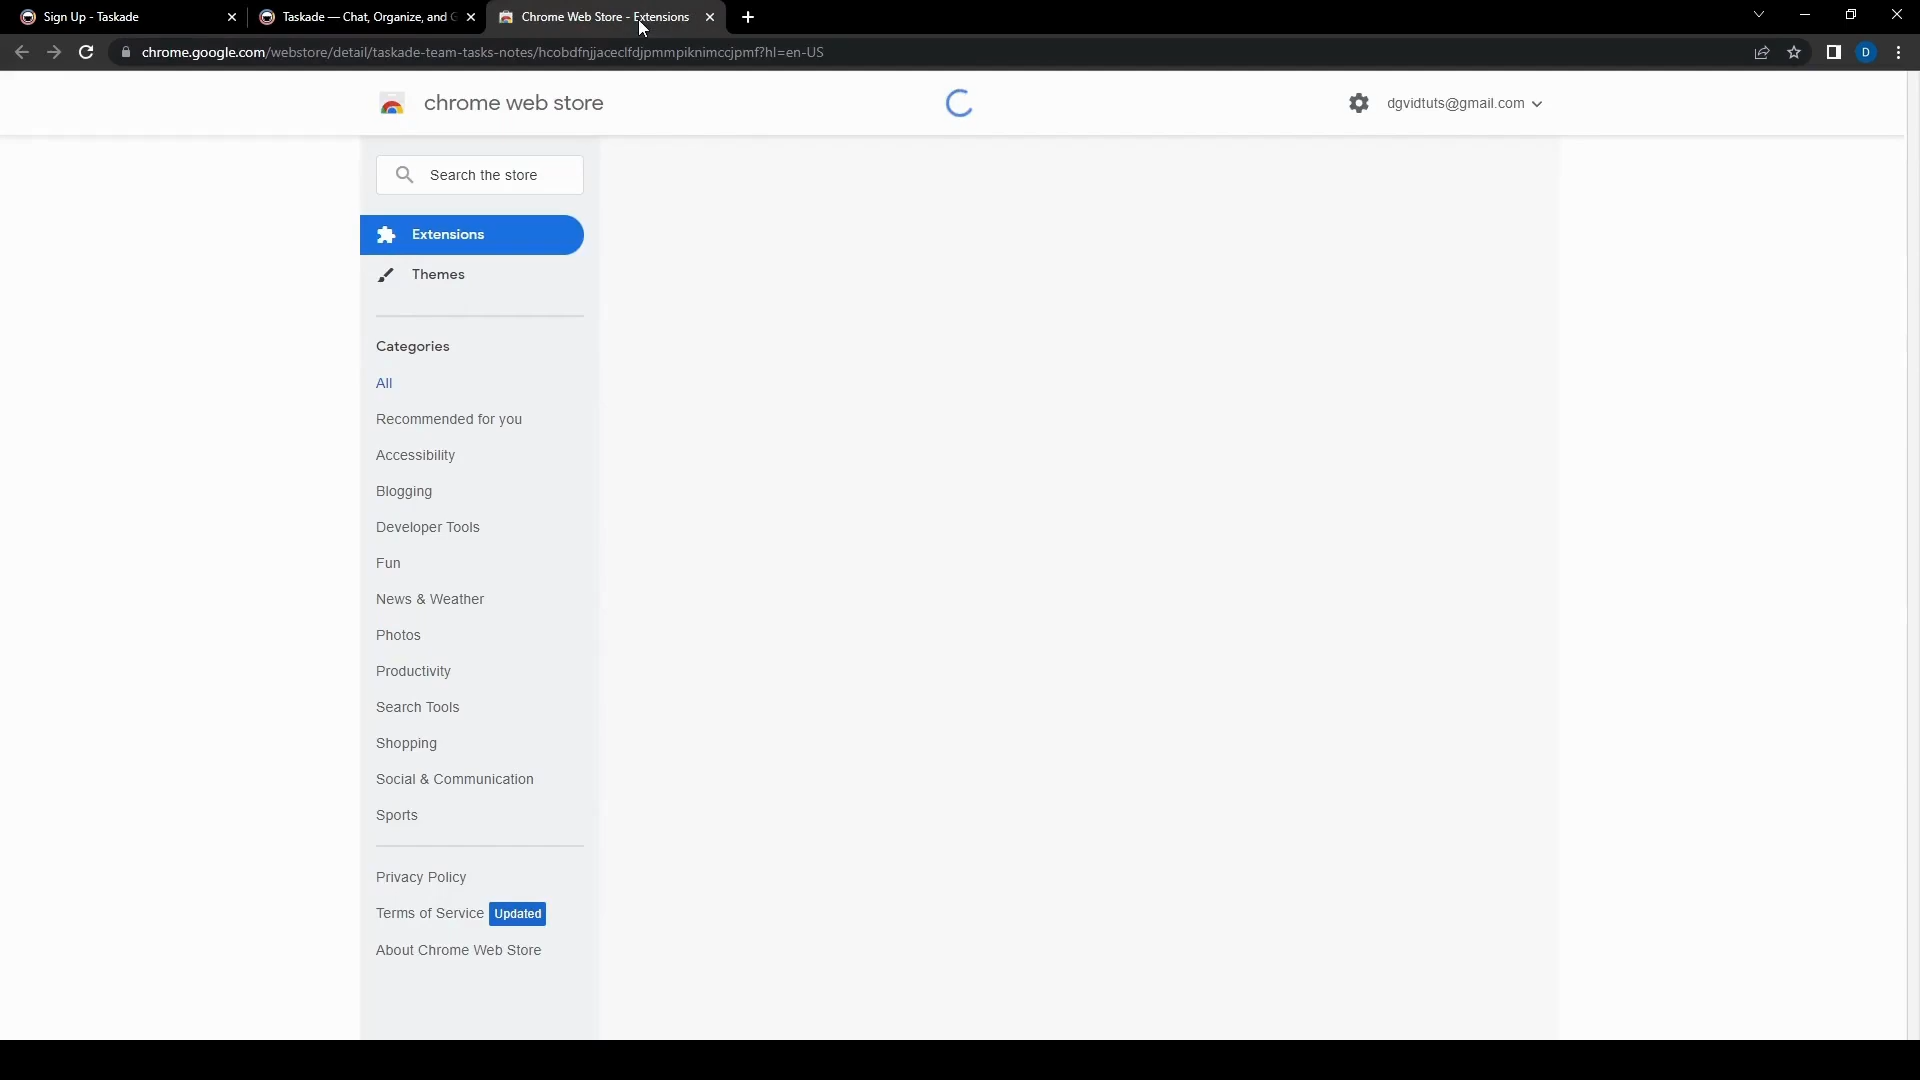 Sign Up - Taskade
Taskade — Chat, Organize, and G
Chrome Web Store - Extensions
chrome.google.com/webstore/detail/taskade-team-tasks-notes/hcobdfnjjaceclfdjpmmpiknimccjpmf?hl=en-US
D
chrome web store
dgvidtuts@gmail.com
Search the store
Extensions
Themes
Categories
All
Recommended for you
Accessibility
Blogging
Developer Tools
Fun
News & Weather
Photos
Productivity
Search Tools
Shopping
Social & Communication
Sports
Privacy Policy
Terms of Service Updated
About Chrome Web Store